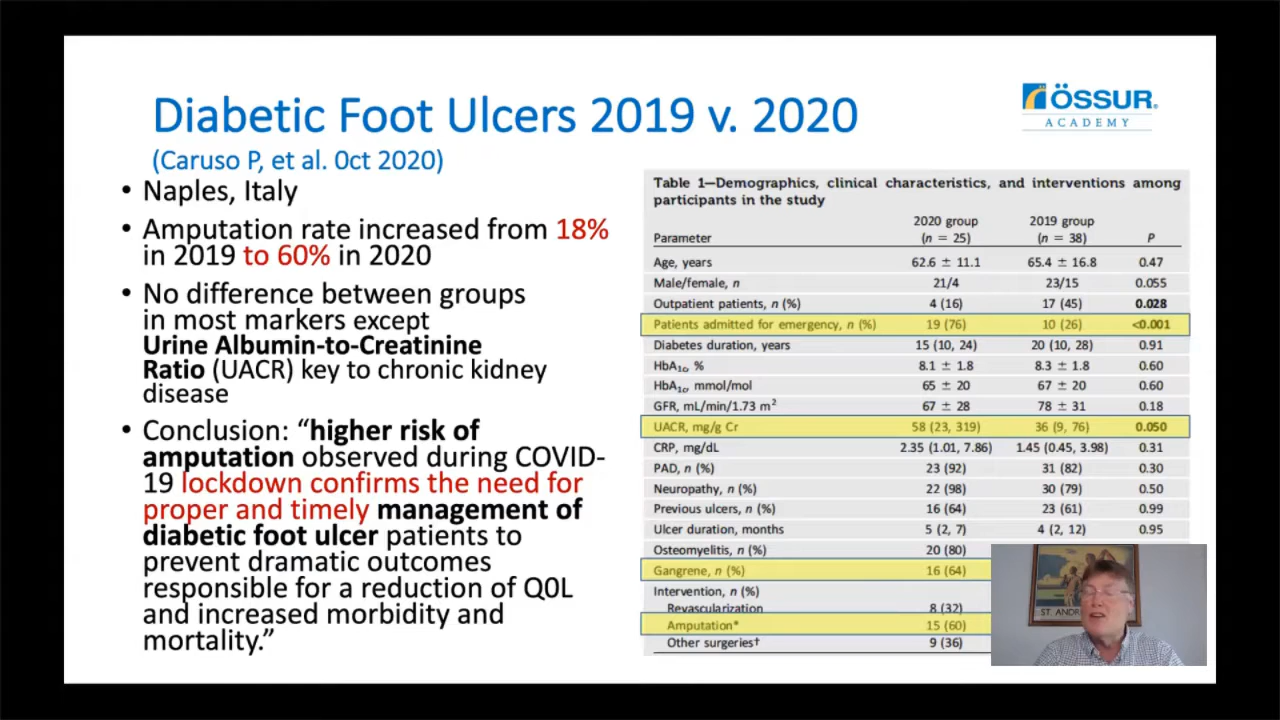 Diabetic Foot Ulcers 2019 v. 2020
(Caruso P, et al. 0ct 2020)
ÖSSUR®
ACADEMY
• Naples, Italy
• Amputation rate increased from 18%
in 2019 to 60% in 2020
• No difference between groups
in most markers except
Urine Albumin-to-Creatinine
Ratio (UACR) key to chronic kidney
disease
• Conclusion: “higher risk of
amputation observed during COVID-
19 lockdown confirms the need for
proper and timely management of
diabetic foot ulcer patients to
prevent dramatic outcomes
responsible for a reduction of Q0L
and increased morbidity and
mortality.”
Table 1—Demographics, clinical characteristics, and interventions among
participants in the study
2020 group 2019 group
Parameter (n = 25) (n = 38) P
Age, years 62.6 ± 11.1 65.4 ± 16.8 0.47
Male/female, n 21/4 23/15 0.055
Outpatient patients, n (%) 4 (16) 17 (45) 0.028
Patients admitted for emergency, n (%) 19 (76) 10 (26) <0.001
Diabetes duration, years 15 (10, 24) 20 (10, 28) 0.91
HbA1c, % 8.1 ± 1.8 8.3 ± 1.8 0.60
HbA1c, mmol/mol 65 ± 20 67 ± 20 0.60
GFR, mL/min/1.73 m² 67 ± 28 78 ± 31 0.18
UACR, mg/g Cr 58 (23, 319) 36 (9, 76) 0.050
CRP, mg/dL 2.35 (1.01, 7.86) 1.45 (0.45, 3.98) 0.31
PAD, n (%) 23 (92) 31 (82) 0.30
Neuropathy, n (%) 22 (98) 30 (79) 0.50
Previous ulcers, n (%) 16 (64) 23 (61) 0.99
Ulcer duration, months 5 (2, 7) 4 (2, 12) 0.95
Osteomyelitis, n (%) 20 (80)
Gangrene, n (%) 16 (64)
Intervention, n (%)
Revascularization 8 (32)
Amputation* 15 (60)
Other surgeries† 9 (36)
ST. ANDR